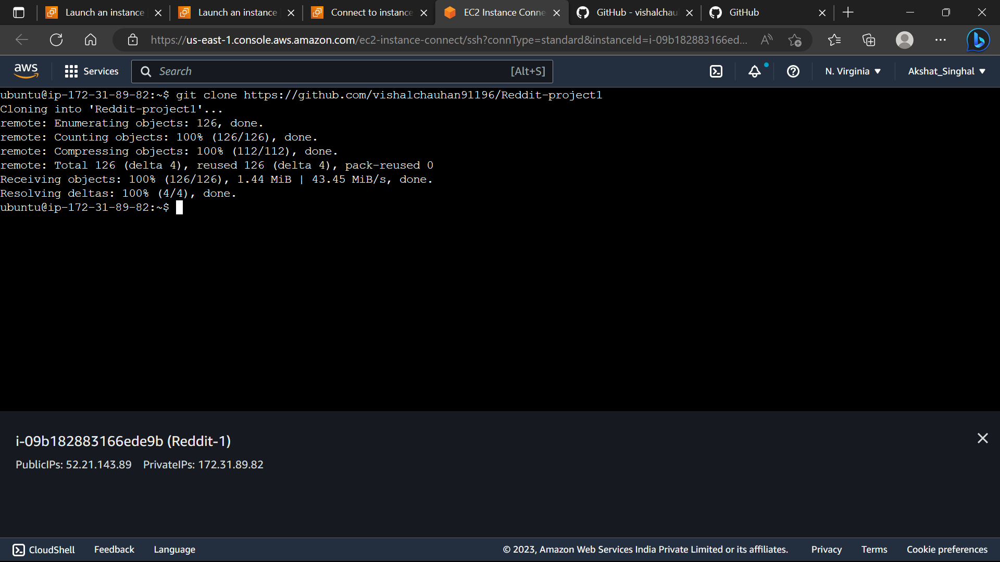 Launch an instance
Launch an instance
Connect to instance
EC2 Instance Conne
GitHub - vishalchau
GitHub
https://us-east-1.console.aws.amazon.com/ec2-instance-connect/ssh?connType=standard&instanceId=i-09b182883166ed...
aws
Services
Search
[Alt+S]
N. Virginia
Akshat_Singhal
ubuntu@ip-172-31-89-82:~$ git clone https://github.com/vishalchauhan91196/Reddit-project1
Cloning into 'Reddit-project1'...
remote: Enumerating objects: 126, done.
remote: Counting objects: 100% (126/126), done.
remote: Compressing objects: 100% (112/112), done.
remote: Total 126 (delta 4), reused 126 (delta 4), pack-reused 0
Receiving objects: 100% (126/126), 1.44 MiB | 43.45 MiB/s, done.
Resolving deltas: 100% (4/4), done.
ubuntu@ip-172-31-89-82:~$
i-09b182883166ede9b (Reddit-1)
PublicIPs: 52.21.143.89 PrivateIPs: 172.31.89.82
CloudShell Feedback Language © 2023, Amazon Web Services India Private Limited or its affiliates. Privacy Terms Cookie preferences